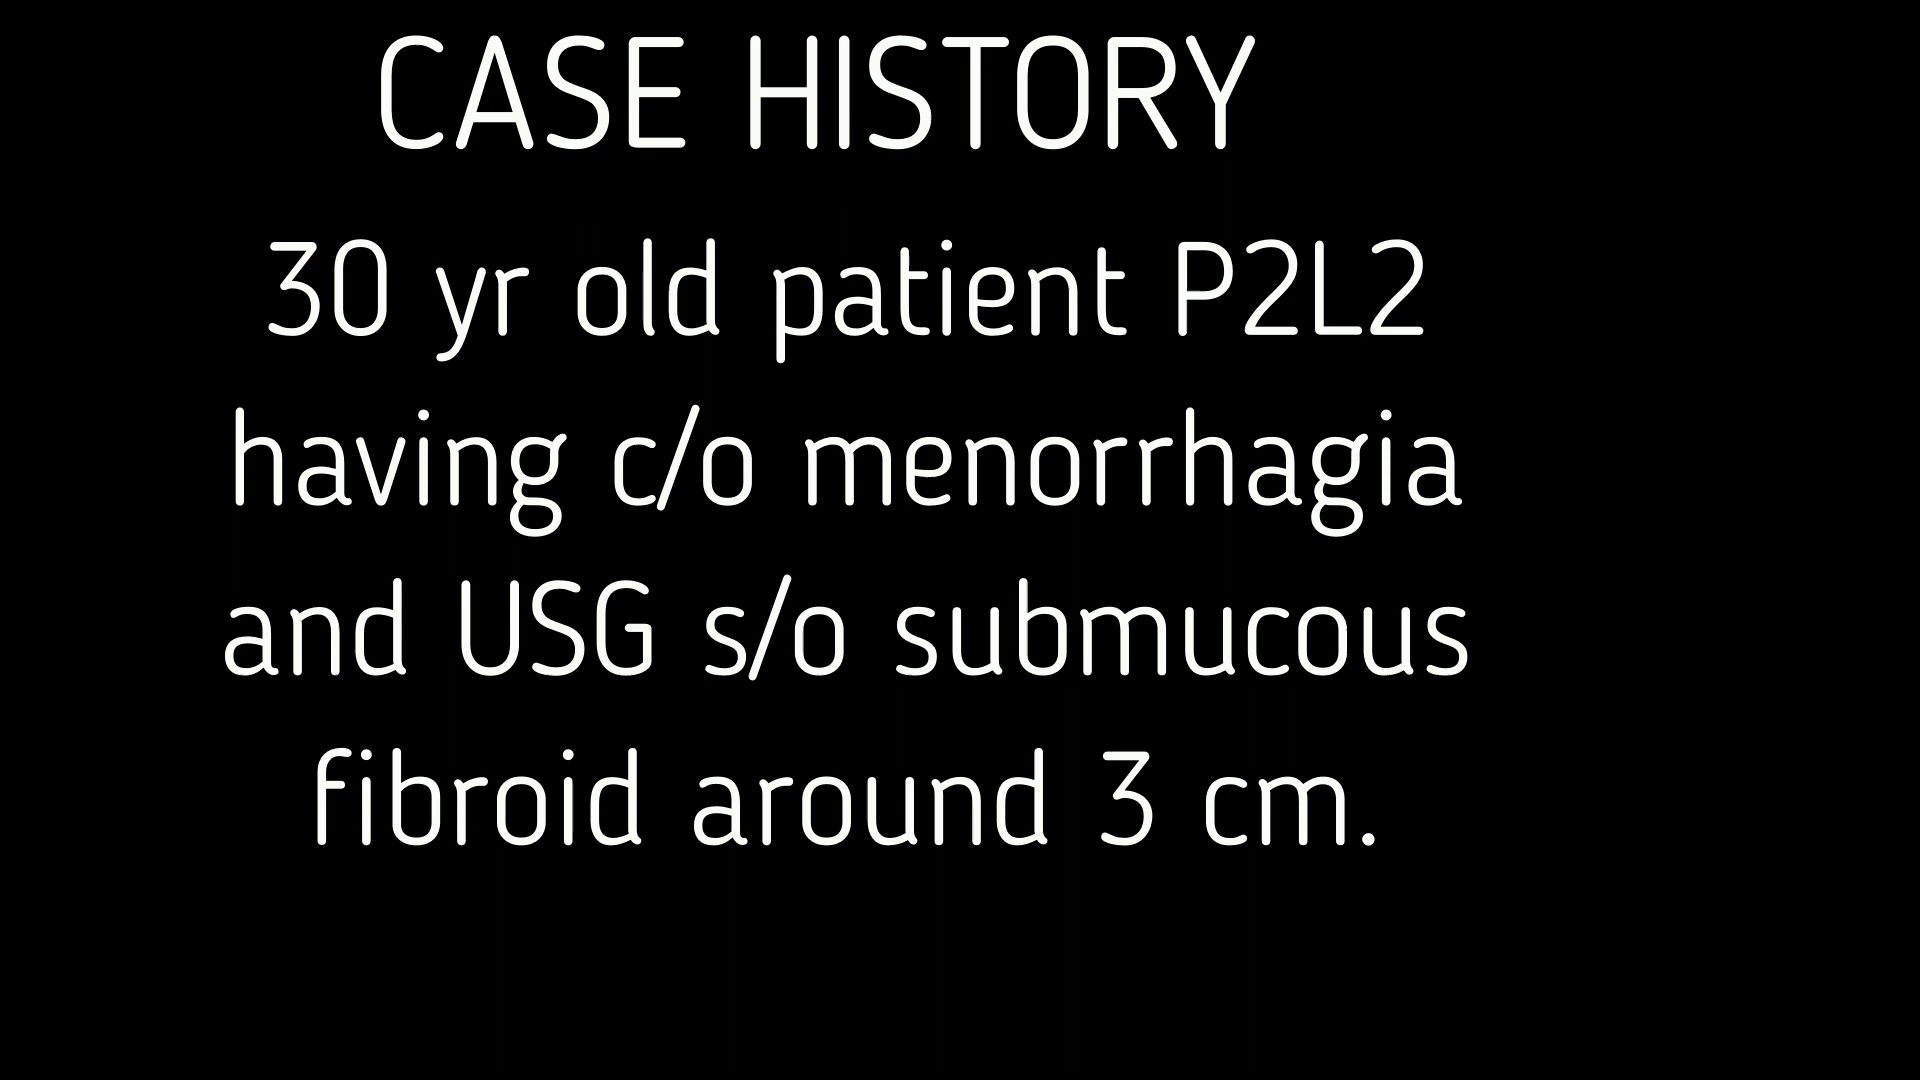 CASE HISTORY
30 yr old patient P2L2
having c/o menorrhagia
and USG s/o submucous
fibroid around 3 cm.